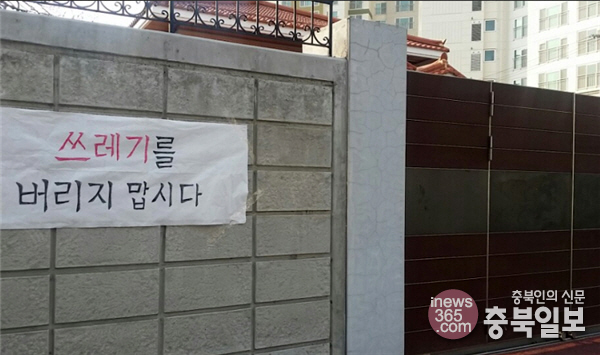 쓰레기를
버리지 맙시다
inews
365.com
충북인의 신문
충북일보